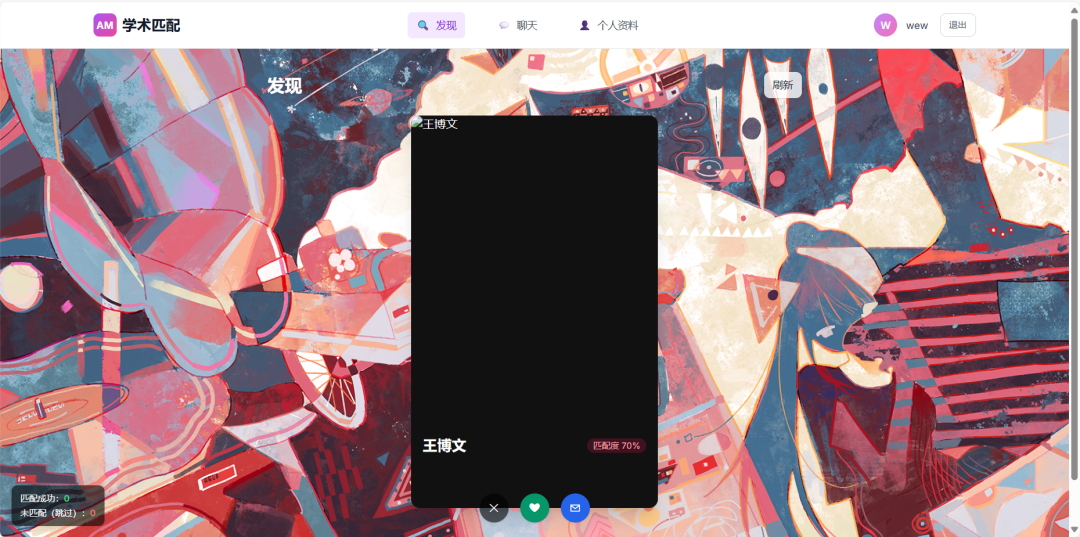 AM 学术匹配
发现
聊天
个人资料
W
wew
退出
发现
刷新
王博文
王博文
匹配度 70%
匹配成功: 0
未匹配（跳过）: 0